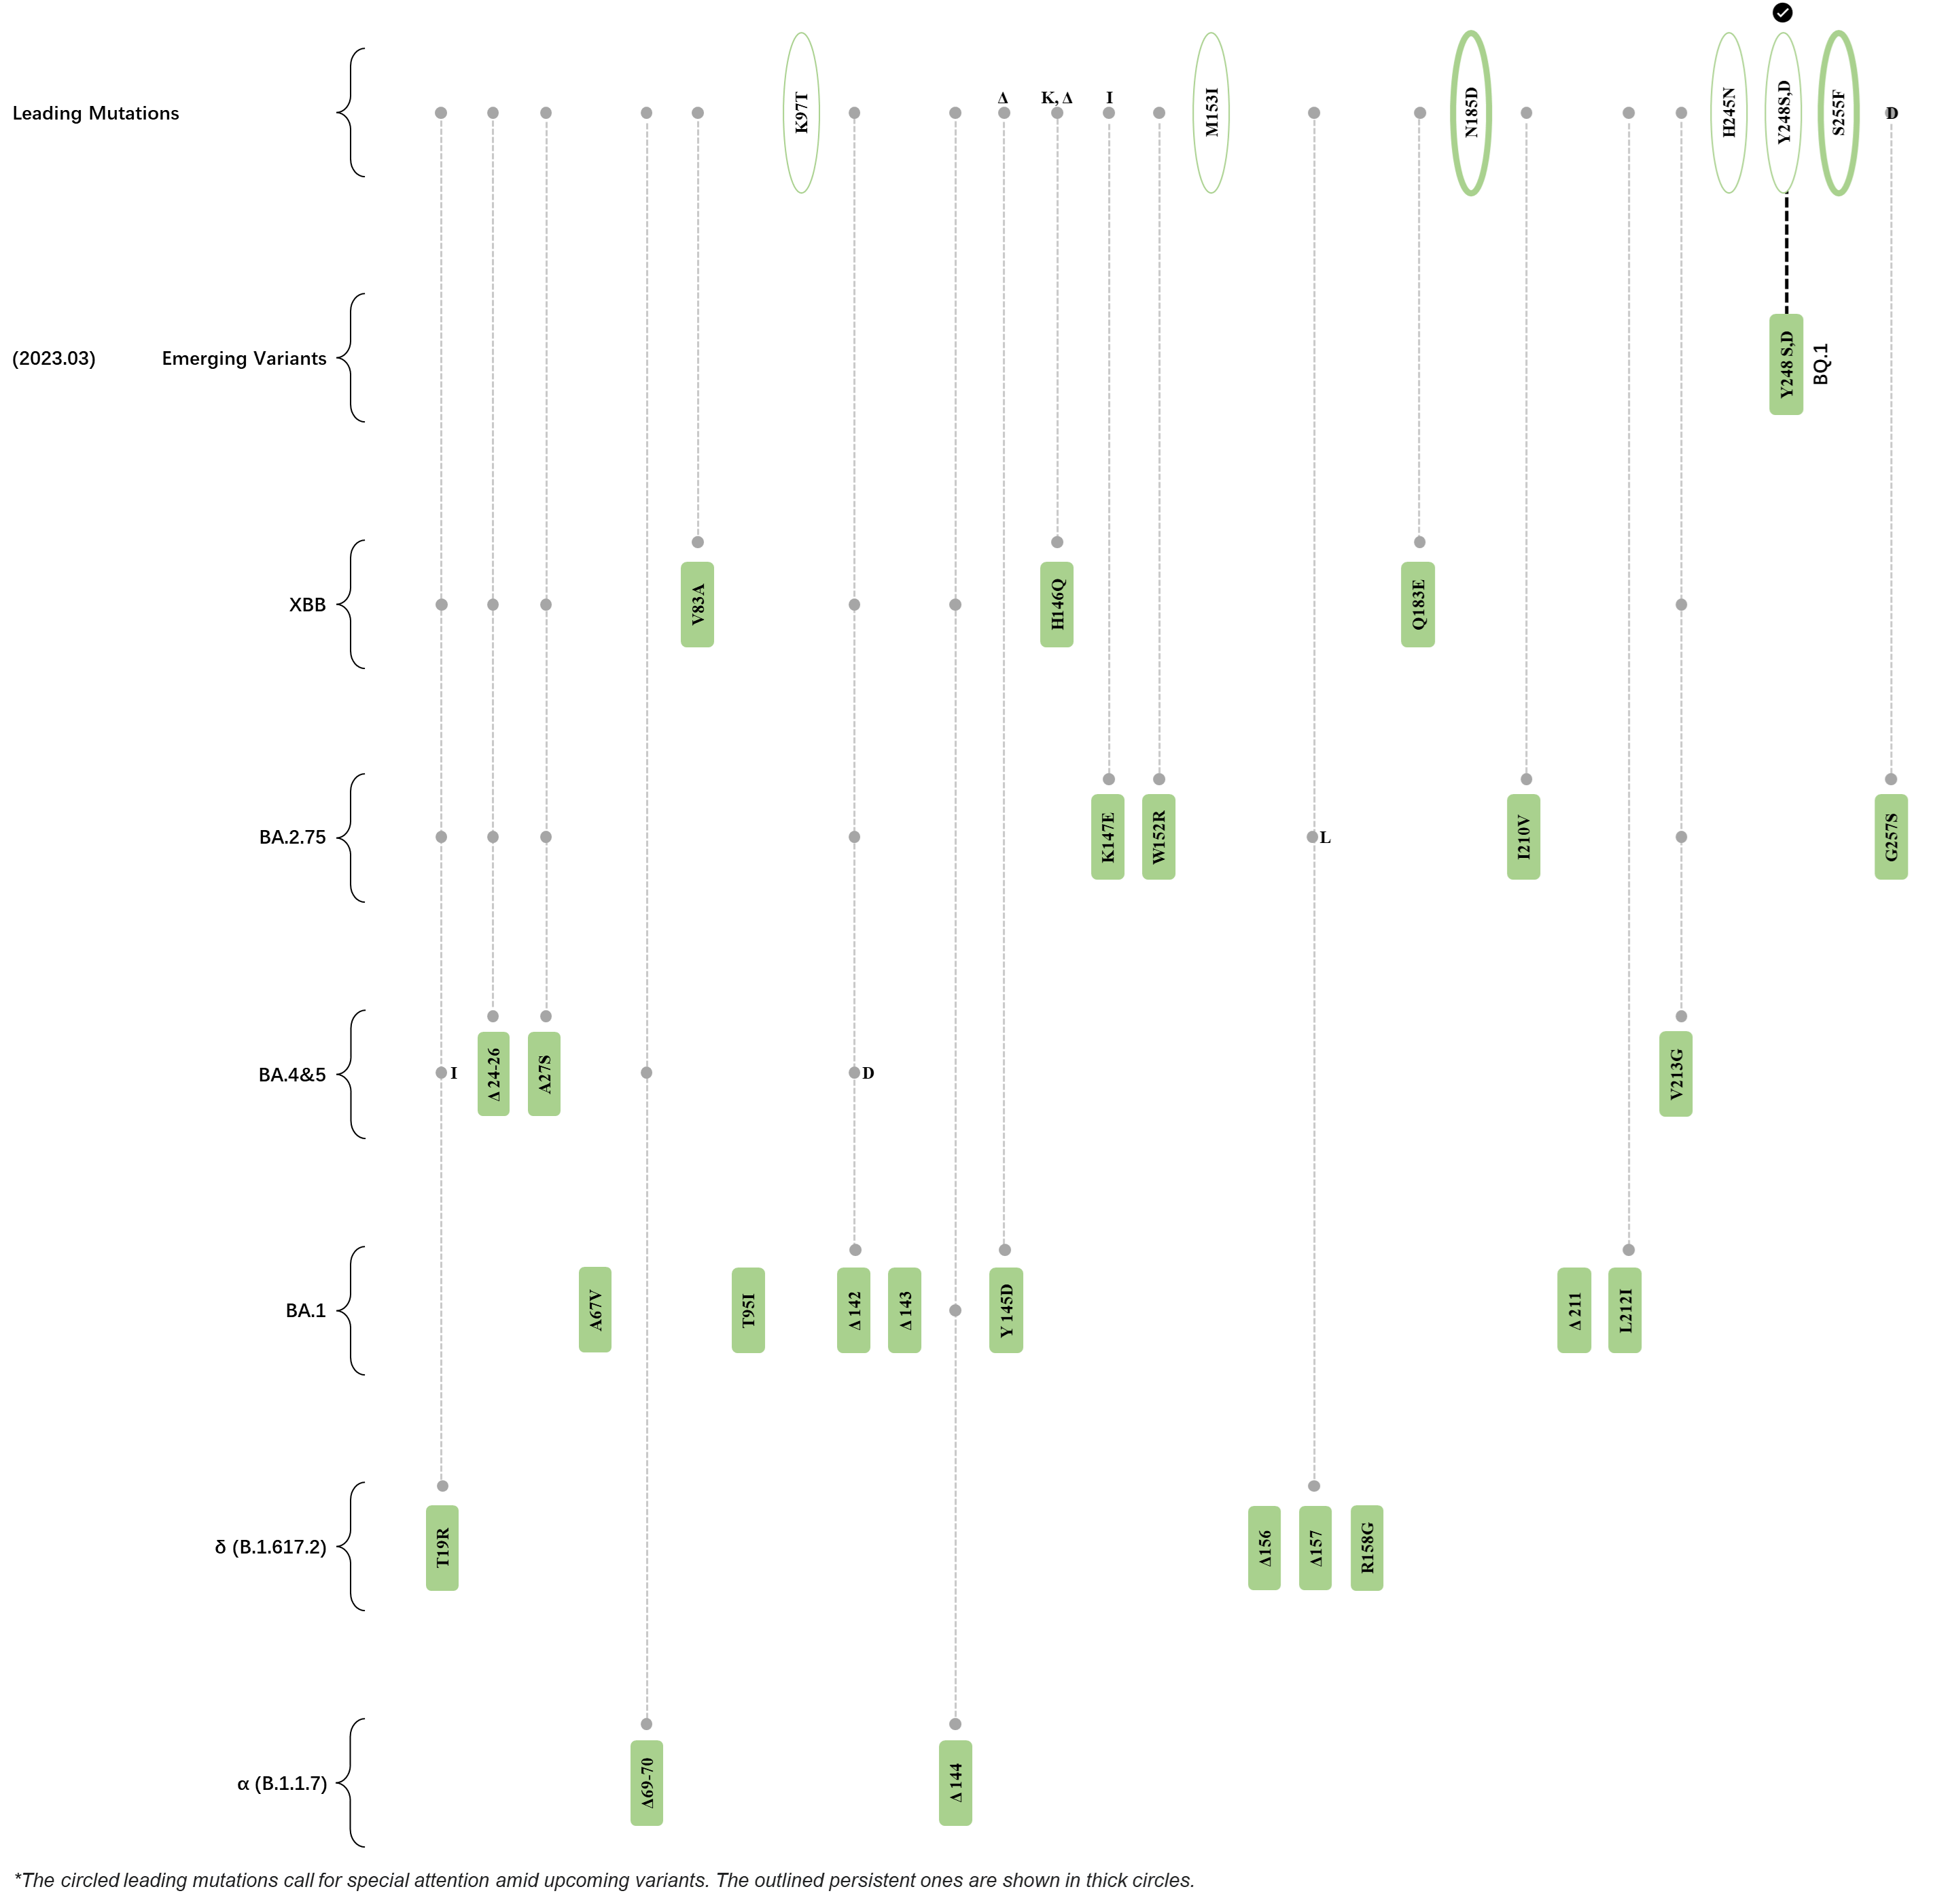 Leading Mutations
K97T
Δ
K, Δ
I
M153I
N185D
H245N
Y248S,D
S255F
D
(2023.03) Emerging Variants
Y248 S,D
BQ.1
XBB
V83A
H146Q
Q183E
BA.2.75
K147E
W152R
L
I210V
G257S
BA.4&5
I
Δ 24-26
A27S
D
V213G
BA.1
A67V
T95I
Δ 142
Δ 143
Y 145D
Δ 211
L212I
δ (B.1.617.2)
T19R
Δ156
Δ157
R158G
α (B.1.1.7)
Δ69-70
Δ 144
*The circled leading mutations call for special attention amid upcoming variants. The outlined persistent ones are shown in thick circles.